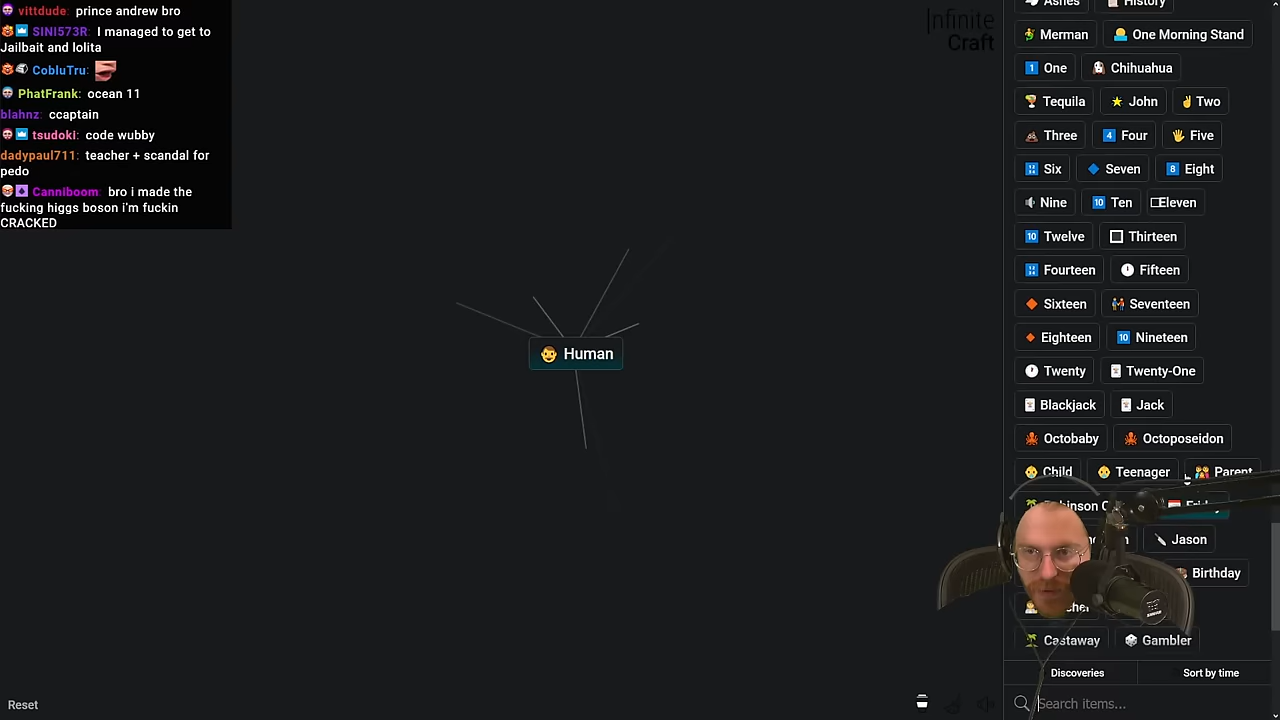 vittdude: prince andrew bro
SINI573R: I managed to get to
Jailbait and lolita
CobluTru:
PhatFrank: ocean 11
blahnz: ccaptain
tsudoki: code wubby
dadypaul711: teacher + scandal for
pedo
Canniboom: bro i made the
fucking higgs boson i'm fuckin
CRACKED
Infinite
Craft
Human
Ashes History
Merman One Morning Stand
One Chihuahua
Tequila John Two
Three Four Five
Six Seven Eight
Nine Ten Eleven
Twelve Thirteen
Fourteen Fifteen
Sixteen Seventeen
Eighteen Nineteen
Twenty Twenty-One
Blackjack Jack
Octobaby Octoposeidon
Child Teenager Parent
Jason
Birthday
Castaway Gambler
Discoveries Sort by time
Search items...
Reset